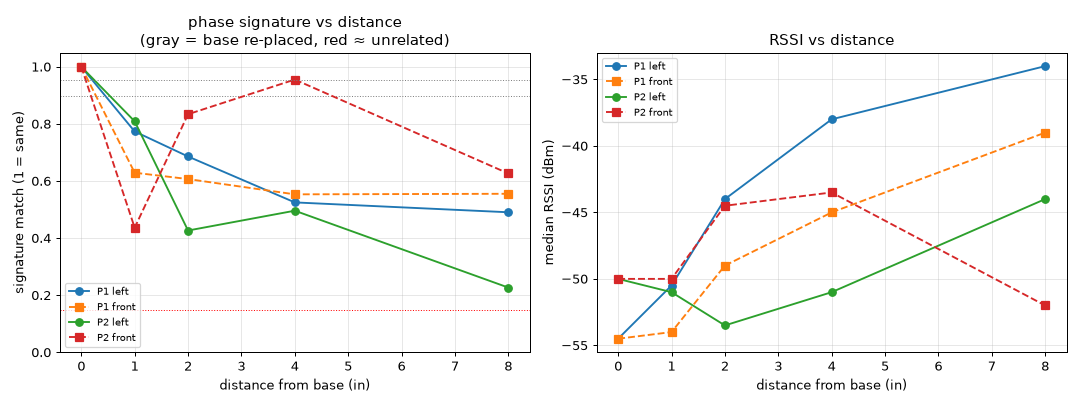 phase signature vs distance
(gray = base re-placed, red ≈ unrelated)
signature match (1 = same)
1.0
0.8
0.6
0.4
0.2
0.0
P1 left
P1 front
P2 left
P2 front
0 1 2 3 4 5 6 7 8
distance from base (in)
RSSI vs distance
median RSSI (dBm)
−35
−40
−45
−50
−55
P1 left
P1 front
P2 left
P2 front
0 1 2 3 4 5 6 7 8
distance from base (in)